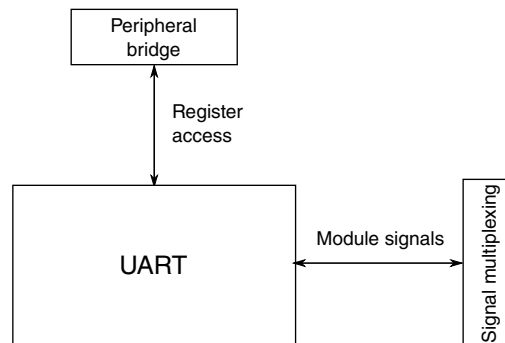 Peripheral
bridge
Register
access
UART
Module signals
Signal multiplexing